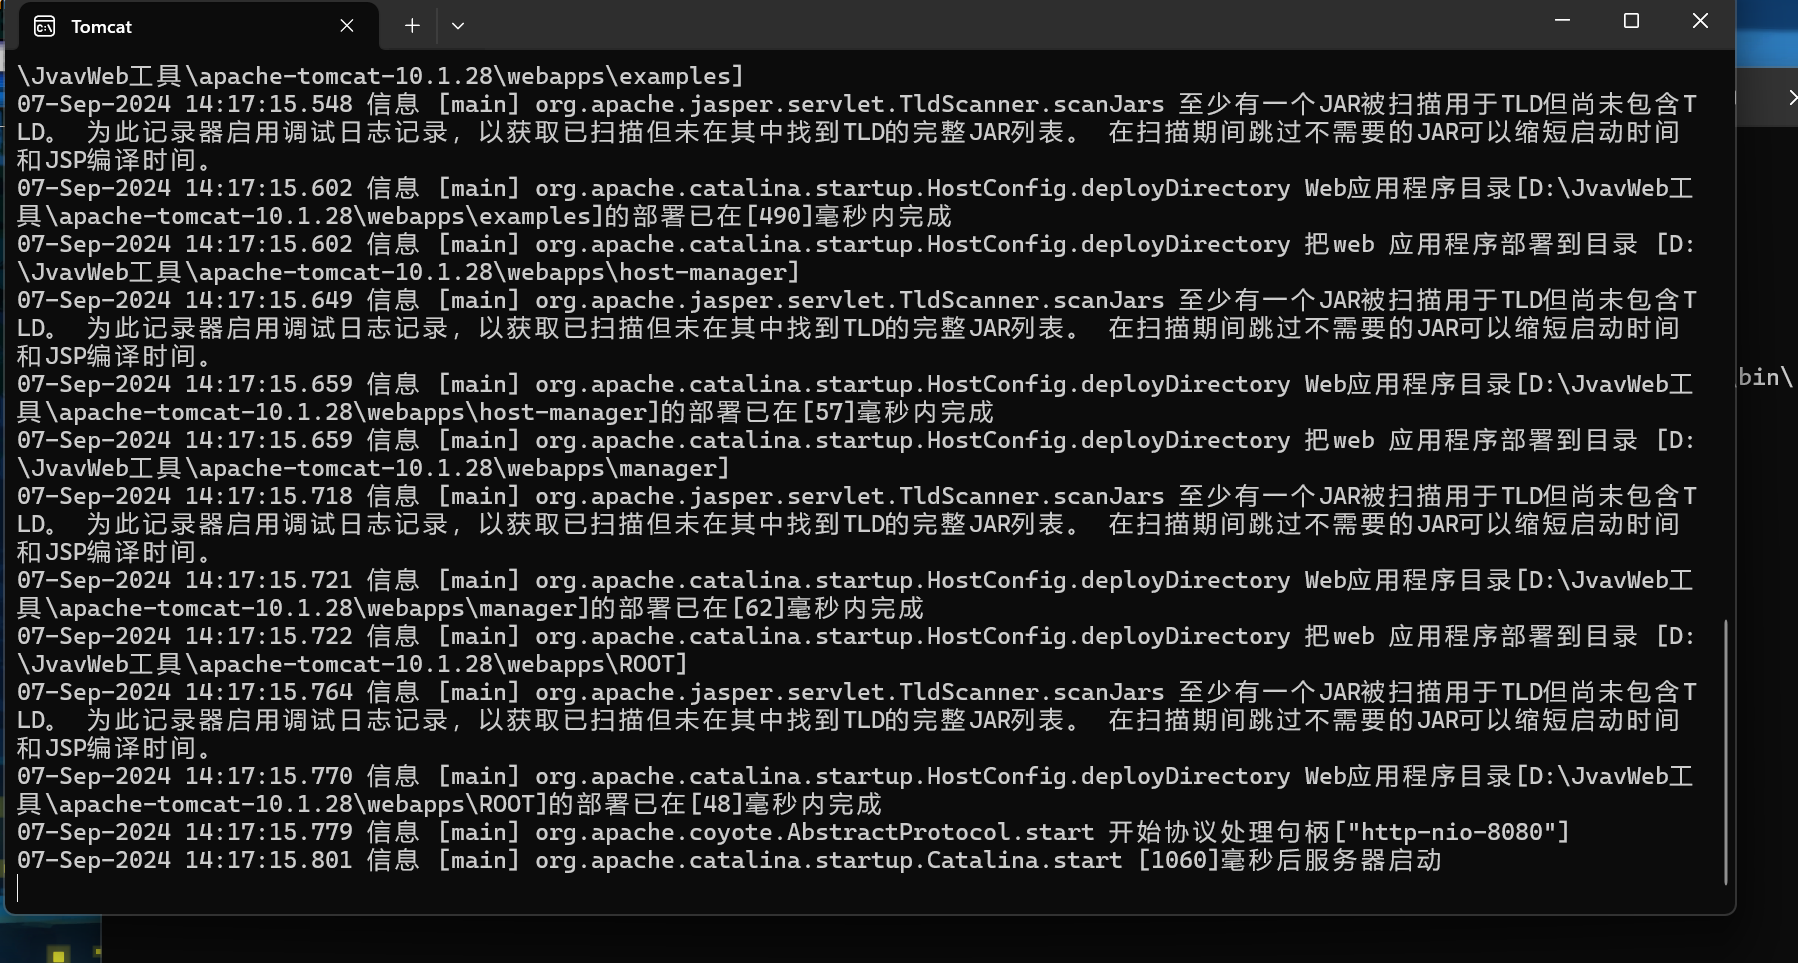 Tomcat
\JvavWeb工具\apache-tomcat-10.1.28\webapps\examples]
07-Sep-2024 14:17:15.548 信息 [main] org.apache.jasper.servlet.TldScanner.scanJars 至少有一个JAR被扫描用于TLD但尚未包含T
LD。 为此记录器启用调试日志记录，以获取已扫描但未在其中找到TLD的完整JAR列表。 在扫描期间跳过不需要的JAR可以缩短启动时间
和JSP编译时间。
07-Sep-2024 14:17:15.602 信息 [main] org.apache.catalina.startup.HostConfig.deployDirectory Web应用程序目录[D:\JvavWeb工
具\apache-tomcat-10.1.28\webapps\examples]的部署已在[490]毫秒内完成
07-Sep-2024 14:17:15.602 信息 [main] org.apache.catalina.startup.HostConfig.deployDirectory 把web 应用程序部署到目录 [D:
\JvavWeb工具\apache-tomcat-10.1.28\webapps\host-manager]
07-Sep-2024 14:17:15.649 信息 [main] org.apache.jasper.servlet.TldScanner.scanJars 至少有一个JAR被扫描用于TLD但尚未包含T
LD。 为此记录器启用调试日志记录，以获取已扫描但未在其中找到TLD的完整JAR列表。 在扫描期间跳过不需要的JAR可以缩短启动时间
和JSP编译时间。
07-Sep-2024 14:17:15.659 信息 [main] org.apache.catalina.startup.HostConfig.deployDirectory Web应用程序目录[D:\JvavWeb工
具\apache-tomcat-10.1.28\webapps\host-manager]的部署已在[57]毫秒内完成
07-Sep-2024 14:17:15.659 信息 [main] org.apache.catalina.startup.HostConfig.deployDirectory 把web 应用程序部署到目录 [D:
\JvavWeb工具\apache-tomcat-10.1.28\webapps\manager]
07-Sep-2024 14:17:15.718 信息 [main] org.apache.jasper.servlet.TldScanner.scanJars 至少有一个JAR被扫描用于TLD但尚未包含T
LD。 为此记录器启用调试日志记录，以获取已扫描但未在其中找到TLD的完整JAR列表。 在扫描期间跳过不需要的JAR可以缩短启动时间
和JSP编译时间。
07-Sep-2024 14:17:15.721 信息 [main] org.apache.catalina.startup.HostConfig.deployDirectory Web应用程序目录[D:\JvavWeb工
具\apache-tomcat-10.1.28\webapps\manager]的部署已在[62]毫秒内完成
07-Sep-2024 14:17:15.722 信息 [main] org.apache.catalina.startup.HostConfig.deployDirectory 把web 应用程序部署到目录 [D:
\JvavWeb工具\apache-tomcat-10.1.28\webapps\ROOT]
07-Sep-2024 14:17:15.764 信息 [main] org.apache.jasper.servlet.TldScanner.scanJars 至少有一个JAR被扫描用于TLD但尚未包含T
LD。 为此记录器启用调试日志记录，以获取已扫描但未在其中找到TLD的完整JAR列表。 在扫描期间跳过不需要的JAR可以缩短启动时间
和JSP编译时间。
07-Sep-2024 14:17:15.770 信息 [main] org.apache.catalina.startup.HostConfig.deployDirectory Web应用程序目录[D:\JvavWeb工
具\apache-tomcat-10.1.28\webapps\ROOT]的部署已在[48]毫秒内完成
07-Sep-2024 14:17:15.779 信息 [main] org.apache.coyote.AbstractProtocol.start 开始协议处理句柄["http-nio-8080"]
07-Sep-2024 14:17:15.801 信息 [main] org.apache.catalina.startup.Catalina.start [1060]毫秒后服务器启动
bin\